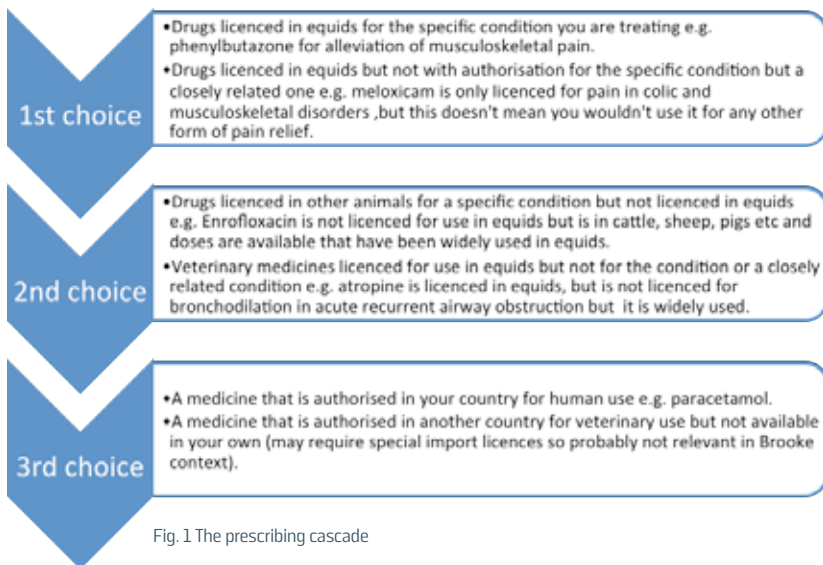 1st choice
•Drugs licenced in equids for the specific condition you are treating e.g.
phenylbutazone for alleviation of musculoskeletal pain.
•Drugs licenced in equids but not with authorisation for the specific condition but a
closely related one e.g. meloxicam is only licenced for pain in colic and
musculoskeletal disorders ,but this doesn't mean you wouldn't use it for any other
form of pain relief.
2nd choice
•Drugs licenced in other animals for a specific condition but not licenced in equids
e.g. Enrofloxacin is not licenced for use in equids but is in cattle, sheep, pigs etc and
doses are available that have been widely used in equids.
•Veterinary medicines licenced for use in equids but not for the condition or a closely
related condition e.g. atropine is licenced in equids, but is not licenced for
bronchodilation in acute recurrent airway obstruction but it is widely used.
3rd choice
•A medicine that is authorised in your country for human use e.g. paracetamol.
•A medicine that is authorised in another country for veterinary use but not available
in your own (may require special import licences so probably not relevant in Brooke
context).
Fig. 1 The prescribing cascade